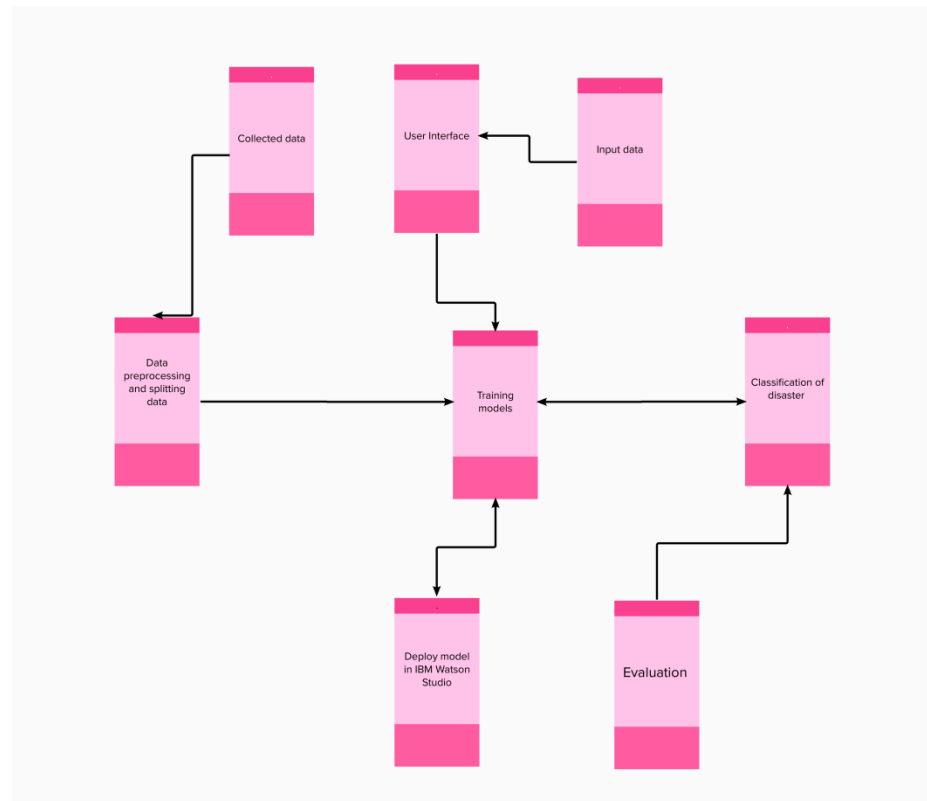 Collected data
User Interface
Input data
Data
preprocessing
and splitting
data
Training
models
Classification of
disaster
Deploy model
in IBM Watson
Studio
Evaluation